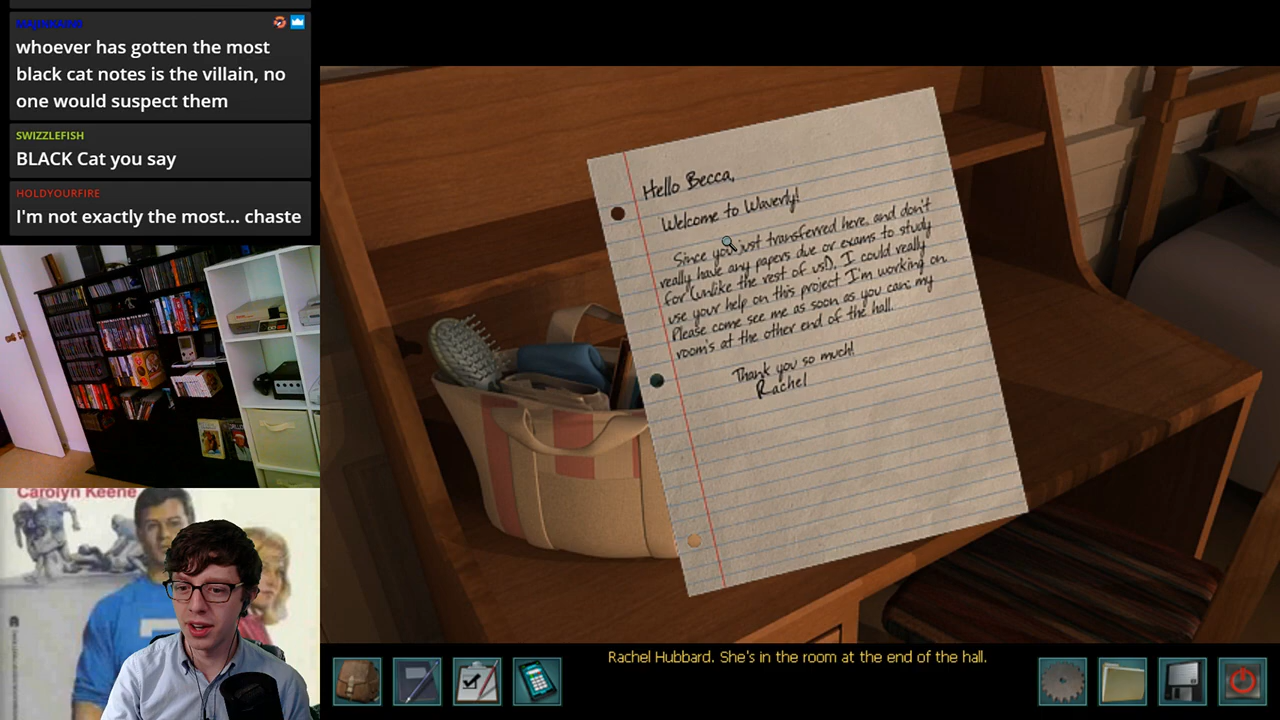 MAJINKAINA
whoever has gotten the most
black cat notes is the villain, no
one would suspect them
SWIZZLEFISH
BLACK Cat you say
HOLDYOURFIRE
I'm not exactly the most... chaste
Carolyn Keene
Hello Becca,
Welcome to Waverly!
Since you just transferred here, and don't
really have any papers due or exams to study
for (unlike the rest of us!), I could really
use your help on this project I'm working on.
Please come see me as soon as you can; my
room's at the other end of the hall.
Thank you so much!
Rachel
Rachel Hubbard. She's in the room at the end of the hall.